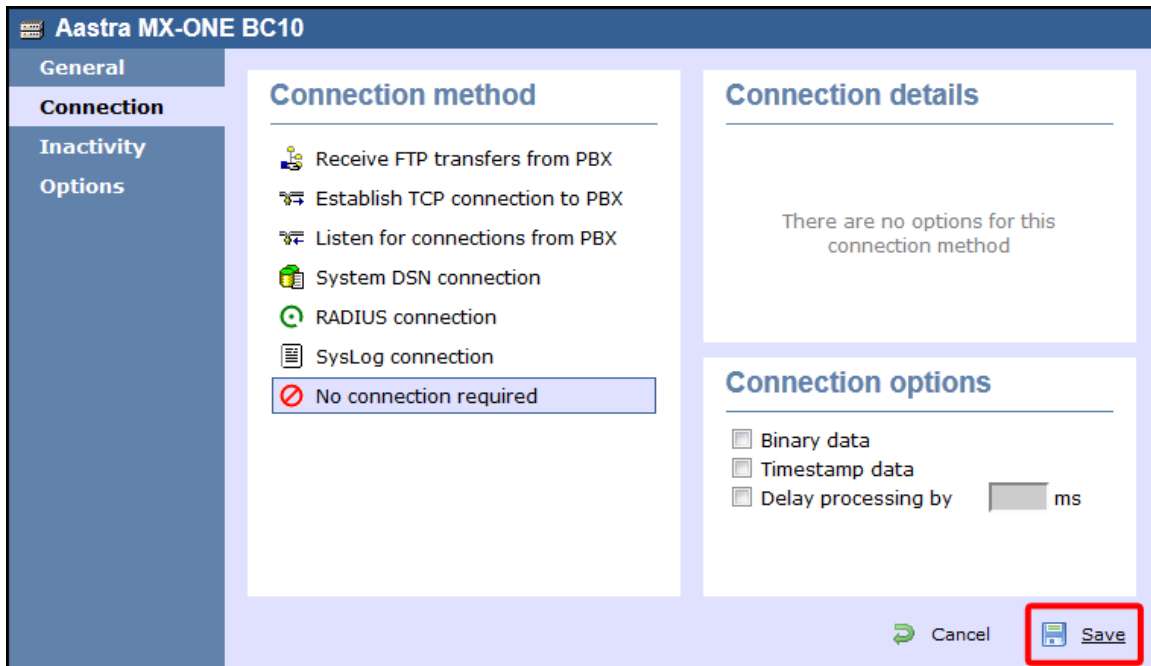 Aastra MX-ONE BC10
General
Connection
Inactivity
Options
Connection method
Receive FTP transfers from PBX
Establish TCP connection to PBX
Listen for connections from PBX
System DSN connection
RADIUS connection
SysLog connection
No connection required
Connection details
There are no options for this
connection method
Connection options
Binary data
Timestamp data
Delay processing by ms
Cancel Save